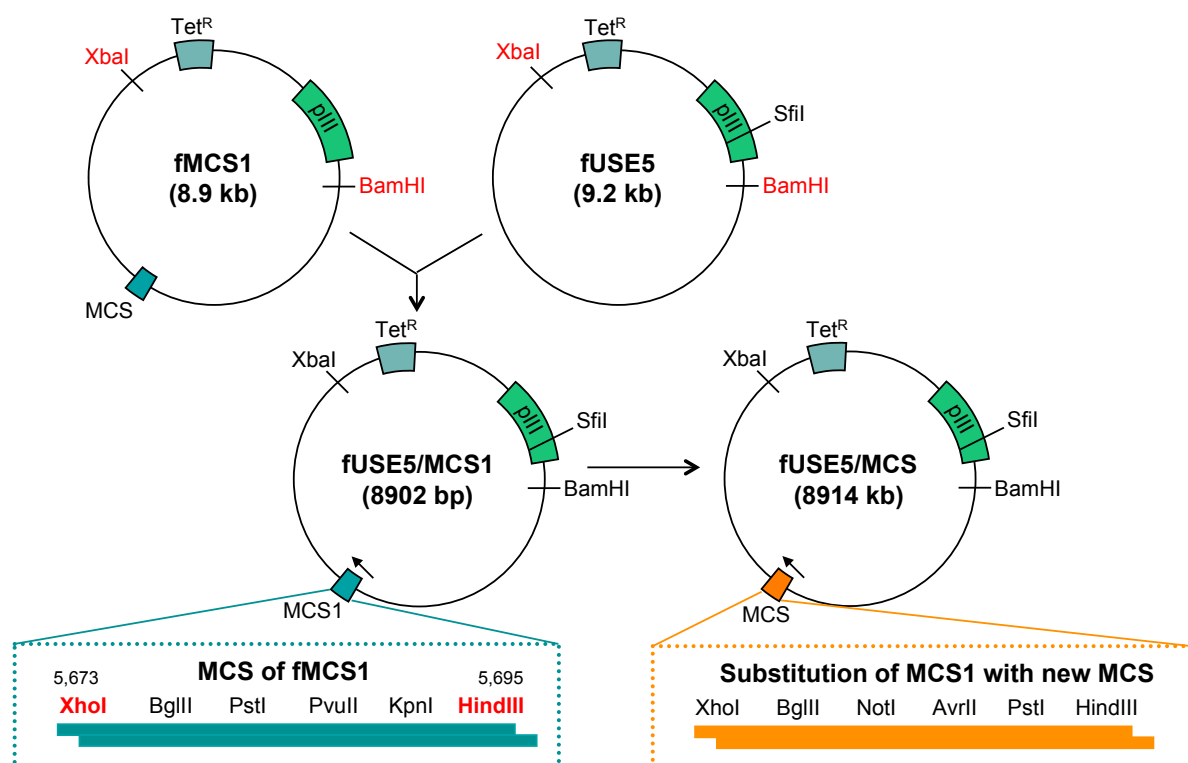 Tet^R
XbaI
pIII
fMCS1
(8.9 kb)
BamHI
MCS
Tet^R
XbaI
pIII
SfiI
fUSE5
(9.2 kb)
BamHI
Tet^R
XbaI
pIII
SfiI
fUSE5/MCS1
(8902 bp)
BamHI
MCS1
Tet^R
XbaI
pIII
SfiI
fUSE5/MCS
(8914 kb)
BamHI
MCS
MCS of fMCS1
5,673 5,695
XhoI BglII PstI PvuII KpnI HindIII
Substitution of MCS1 with new MCS
XhoI BglII NotI AvrII PstI HindIII